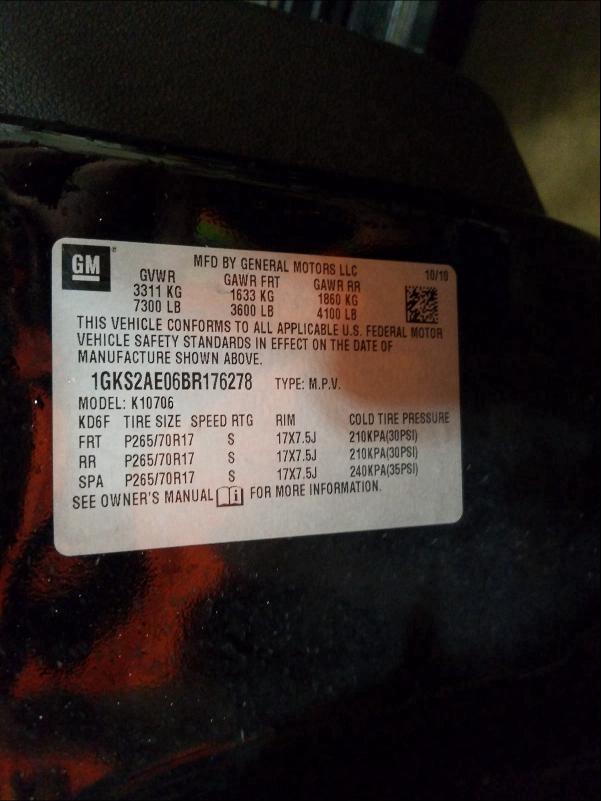 GM
MFD BY GENERAL MOTORS LLC
10/10
GVWR GAWR FRT GAWR RR
3311 KG 1633 KG 1860 KG
7300 LB 3600 LB 4100 LB
THIS VEHICLE CONFORMS TO ALL APPLICABLE U.S. FEDERAL MOTOR
VEHICLE SAFETY STANDARDS IN EFFECT ON THE DATE OF
MANUFACTURE SHOWN ABOVE.
1GKS2AE06BR176278 TYPE: M.P.V.
MODEL: K10706
KD6F TIRE SIZE SPEED RTG RIM COLD TIRE PRESSURE
FRT P265/70R17 S 17X7.5J 210KPA(30PSI)
RR P265/70R17 S 17X7.5J 210KPA(30PSI)
SPA P265/70R17 S 17X7.5J 240KPA(35PSI)
SEE OWNER'S MANUAL i FOR MORE INFORMATION.